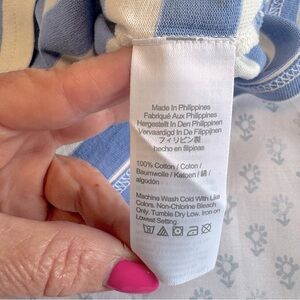 Made In Philippines
Fabriqué Aux Philippines
Hergestellt In Den Philippinen
Vervaardigd In De Filippijnen
フィリピン製
hecho en filipinas
100% Cotton / Coton /
Baumwolle / Katoen / 綿 /
algodón
Machine Wash Cold With Like
Colors. Non-Chlorine Bleach
Only. Tumble Dry Low. Iron on
Lowest Setting.